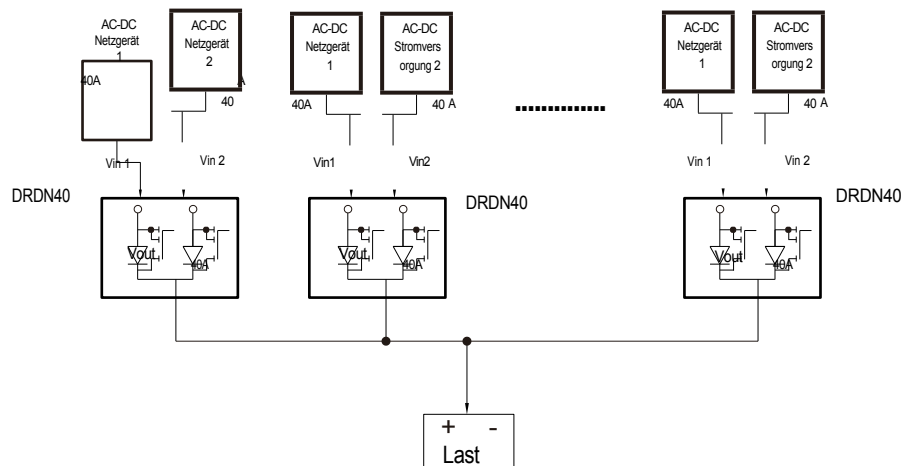 AC-DC
Netzgerät
1
40A
AC-DC
Netzgerät
2
A
40
AC-DC
Netzgerät
1
40A
AC-DC
Stromvers
orgung 2
40 A
AC-DC
Netzgerät
1
40A
AC-DC
Stromvers
orgung 2
40 A
Vin 1
Vin 2
Vin1
Vin2
Vin 1
Vin 2
DRDN40
DRDN40
DRDN40
Vout
40A
Vout
40A
Vout
40A
+ -
Last